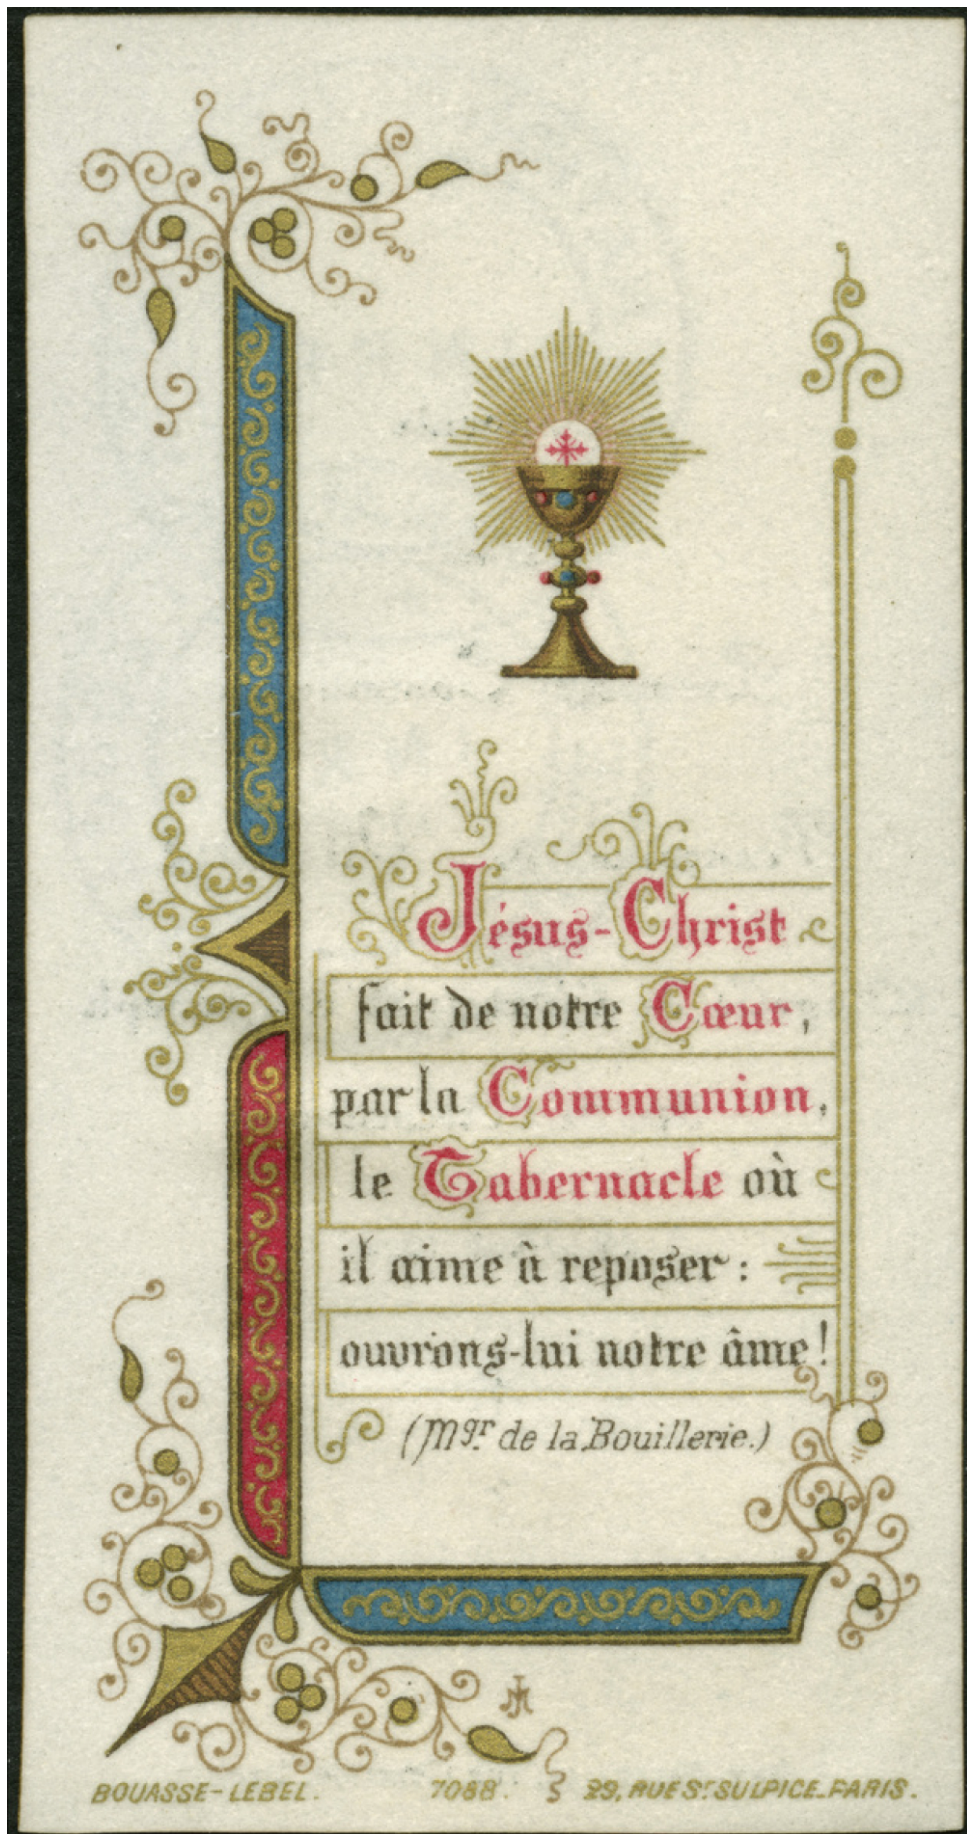 Jésus-Christ
fait de notre Cœur,
par la Communion,
le Tabernacle où
il aime à reposer :
ouvrons-lui notre âme !
(Mgr. de la Bouillerie.)
BOUASSE-LEBEL. 7088. 29, RUE St. SULPICE. PARIS.